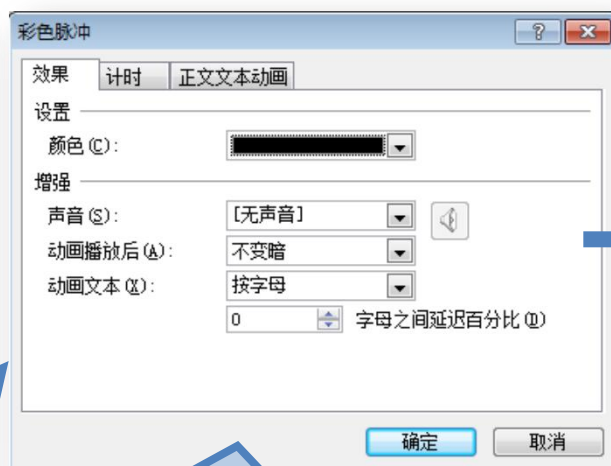 彩色脉冲
效果 计时 正文文本动画
设置
颜色(C):
增强
声音(S): [无声音]
动画播放后(A): 不变暗
动画文本(X): 按字母
0 字母之间延迟百分比(D)
确定 取消